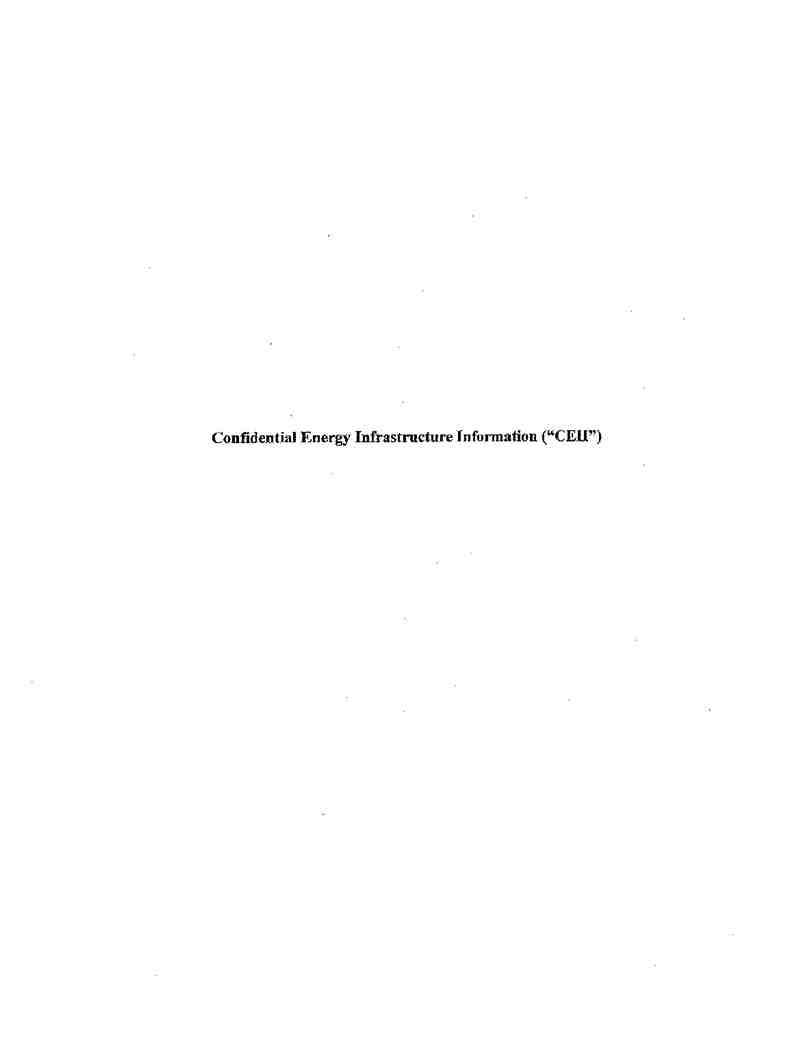 Confidential Energy Infrastructure Information (“CEII”)